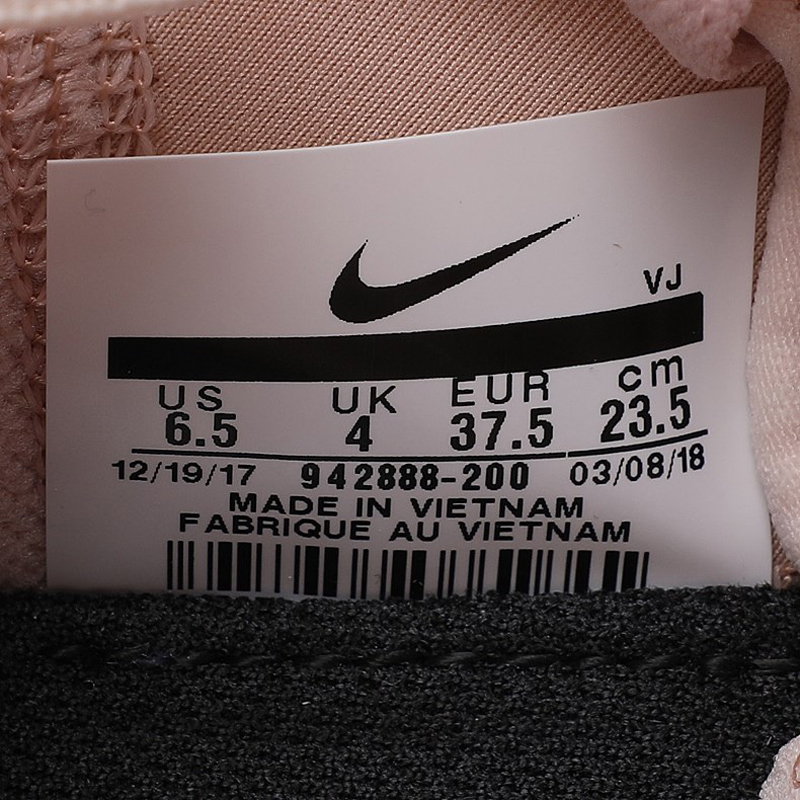 VJ
US UK EUR cm
6.5 4 37.5 23.5
12/19/17 942888-200 03/08/18
MADE IN VIETNAM
FABRIQUE AU VIETNAM